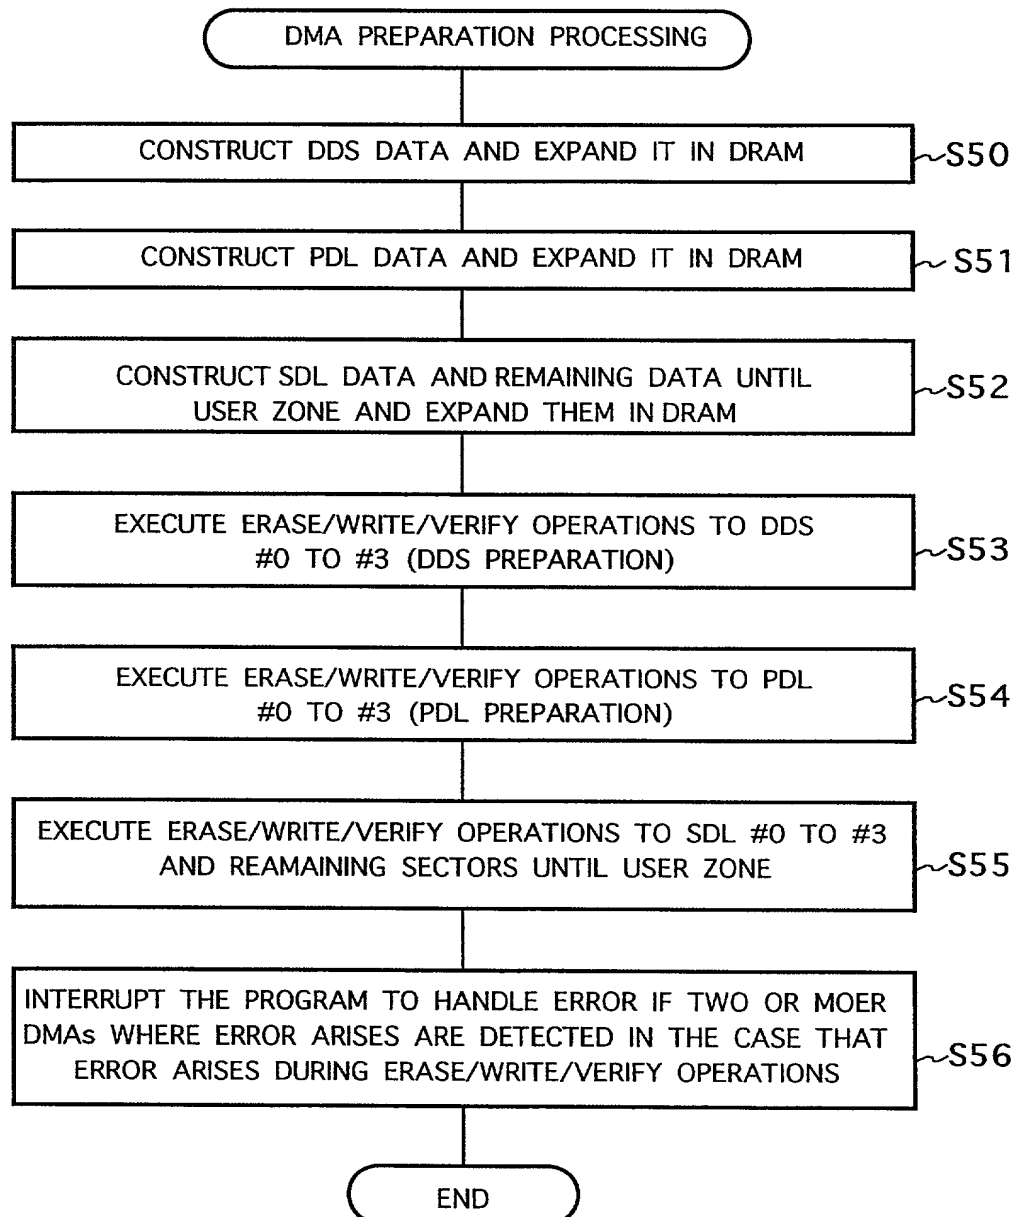 DMA PREPARATION PROCESSING
CONSTRUCT DDS DATA AND EXPAND IT IN DRAM
S50
CONSTRUCT PDL DATA AND EXPAND IT IN DRAM
S51
CONSTRUCT SDL DATA AND REMAINING DATA UNTIL
USER ZONE AND EXPAND THEM IN DRAM
S52
EXECUTE ERASE/WRITE/VERIFY OPERATIONS TO DDS
#0 TO #3 (DDS PREPARATION)
S53
EXECUTE ERASE/WRITE/VERIFY OPERATIONS TO PDL
#0 TO #3 (PDL PREPARATION)
S54
EXECUTE ERASE/WRITE/VERIFY OPERATIONS TO SDL #0 TO #3
AND REAMAINING SECTORS UNTIL USER ZONE
S55
INTERRUPT THE PROGRAM TO HANDLE ERROR IF TWO OR MOER
DMAs WHERE ERROR ARISES ARE DETECTED IN THE CASE THAT
ERROR ARISES DURING ERASE/WRITE/VERIFY OPERATIONS
S56
END